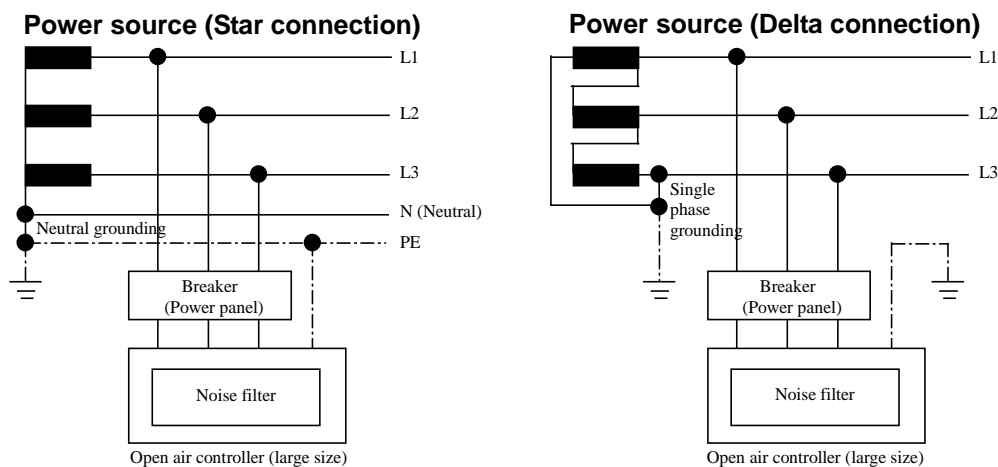 Power source (Star connection)
L1
L2
L3
N (Neutral)
Neutral grounding
PE
Breaker
(Power panel)
Noise filter
Open air controller (large size)
Power source (Delta connection)
L1
L2
L3
Single
phase
grounding
Breaker
(Power panel)
Noise filter
Open air controller (large size)